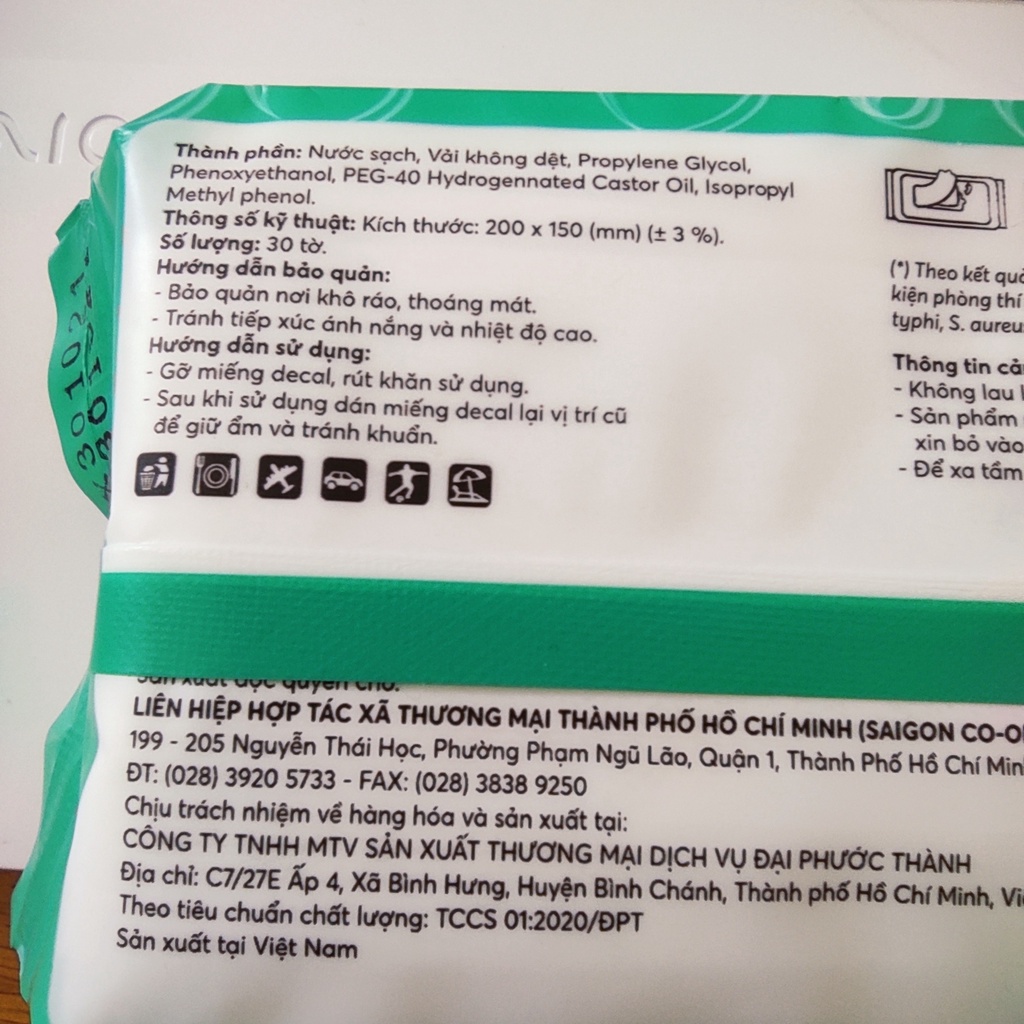 Thành phần: Nước sạch, Vải không dệt, Propylene Glycol,
Phenoxyethanol, PEG-40 Hydrogennated Castor Oil, Isopropyl
Methyl phenol.
Thông số kỹ thuật: Kích thước: 200 x 150 (mm) (± 3 %).
Số lượng: 30 tờ.
Hướng dẫn bảo quản:
- Bảo quản nơi khô ráo, thoáng mát.
- Tránh tiếp xúc ánh nắng và nhiệt độ cao.
Hướng dẫn sử dụng:
- Gỡ miếng decal, rút khăn sử dụng.
- Sau khi sử dụng dán miếng decal lại vị trí cũ
để giữ ẩm và tránh khuẩn.
(*) Theo kết quả
kiện phòng thí
typhi, S. aureu
Thông tin
- Không lau
- Sản phẩm
xin bỏ vào
- Để xa tầm
Sản xuất độc quyền cho:
LIÊN HIỆP HỢP TÁC XÃ THƯƠNG MẠI THÀNH PHỐ HỒ CHÍ MINH (SAIGON CO-O
199 - 205 Nguyễn Thái Học, Phường Phạm Ngũ Lão, Quận 1, Thành Phố Hồ Chí Min
ĐT: (028) 3920 5733 - FAX: (028) 3838 9250
Chịu trách nhiệm về hàng hóa và sản xuất tại:
CÔNG TY TNHH MTV SẢN XUẤT THƯƠNG MẠI DỊCH VỤ ĐẠI PHƯỚC THÀNH
Địa chỉ: C7/27E Ấp 4, Xã Bình Hưng, Huyện Bình Chánh, Thành phố Hồ Chí Minh, Vi
Theo tiêu chuẩn chất lượng: TCCS 01:2020/ĐPT
Sản xuất tại Việt Nam